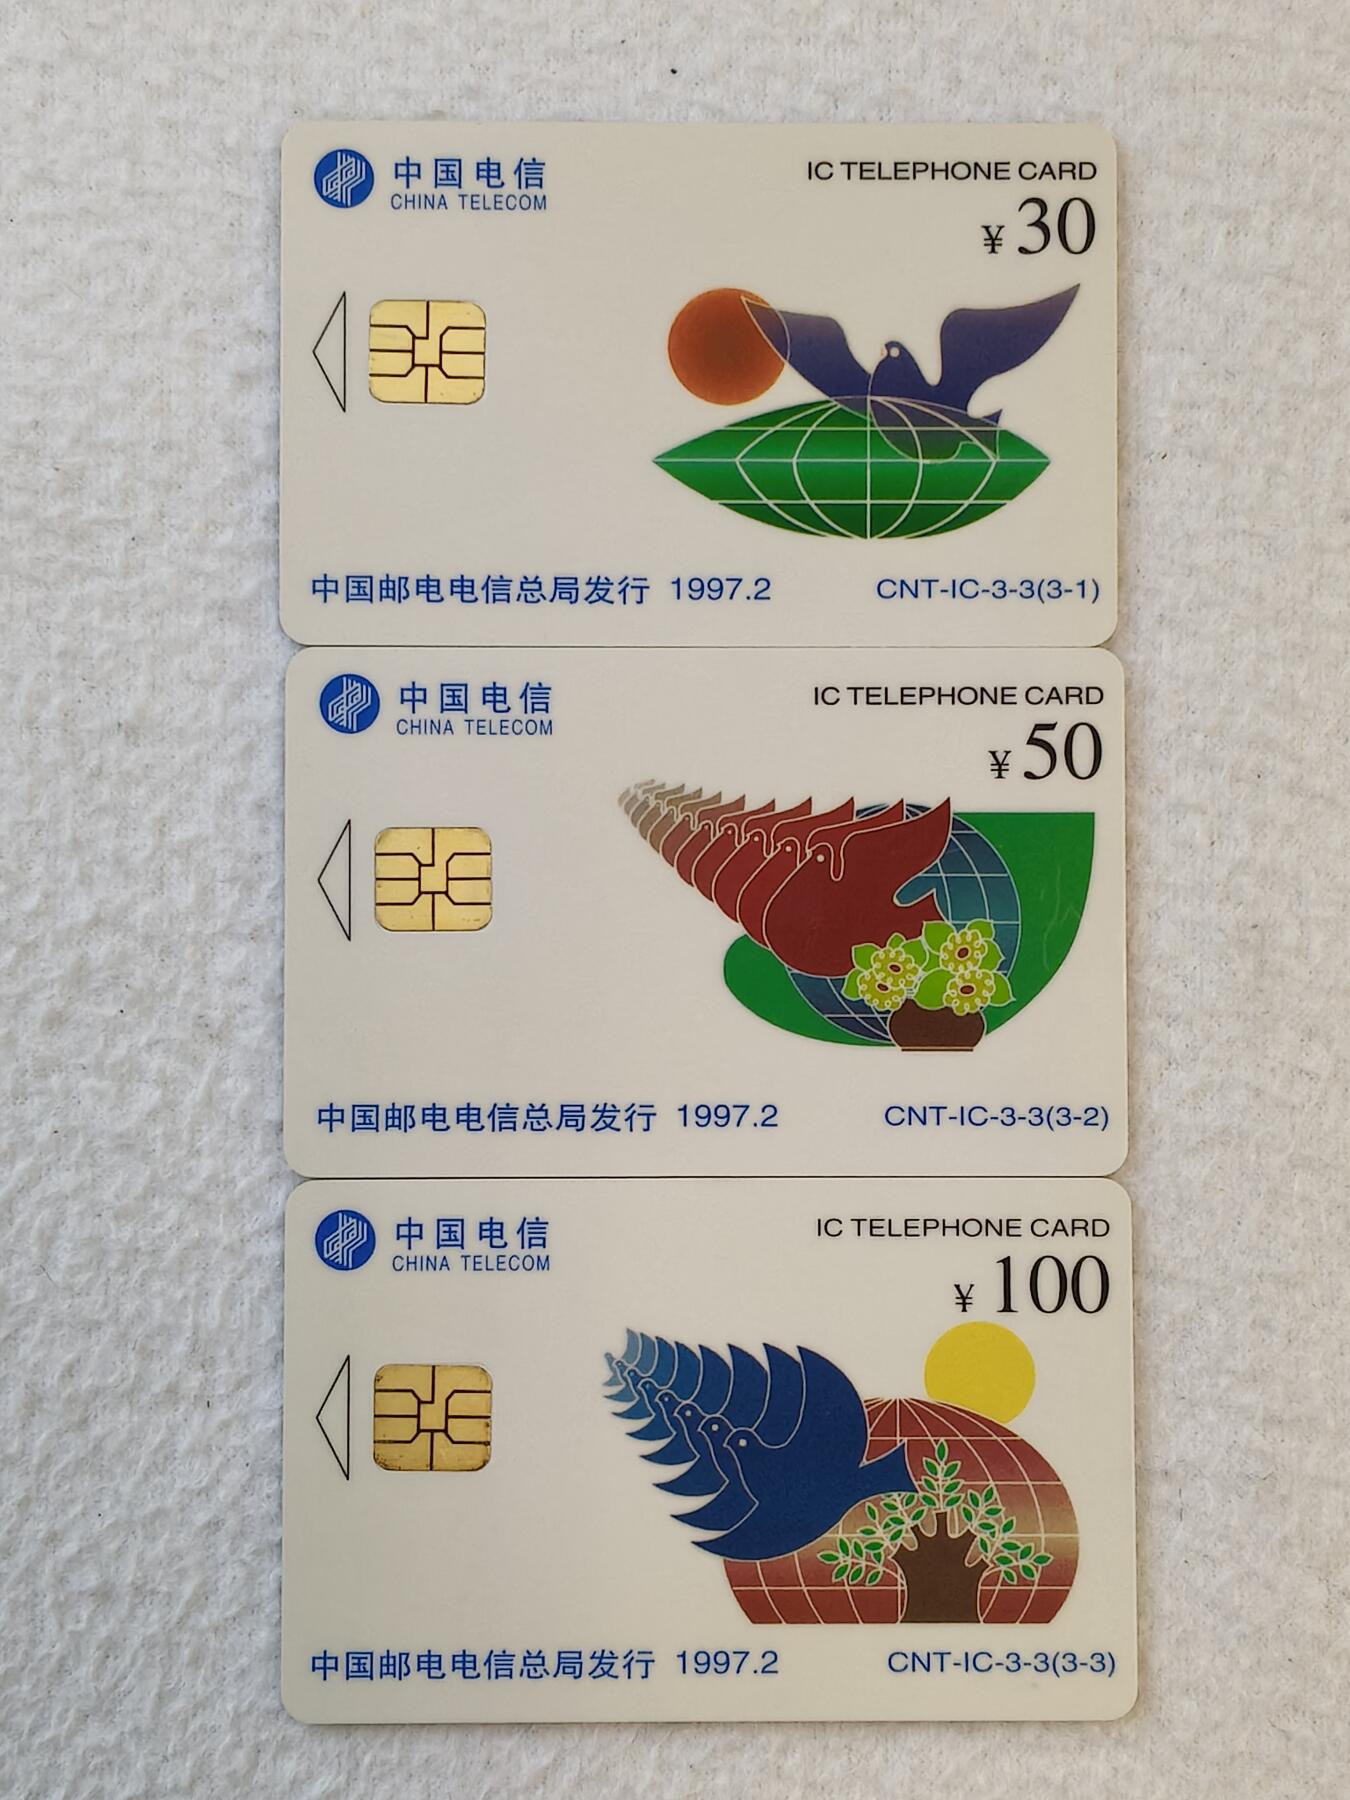 中国电信
CHINA TELECOM
IC TELEPHONE CARD
¥30
中国邮电电信总局发行 1997.2
CNT-IC-3-3(3-1)
中国电信
CHINA TELECOM
IC TELEPHONE CARD
¥50
中国邮电电信总局发行 1997.2
CNT-IC-3-3(3-2)
中国电信
CHINA TELECOM
IC TELEPHONE CARD
¥100
中国邮电电信总局发行 1997.2
CNT-IC-3-3(3-3)